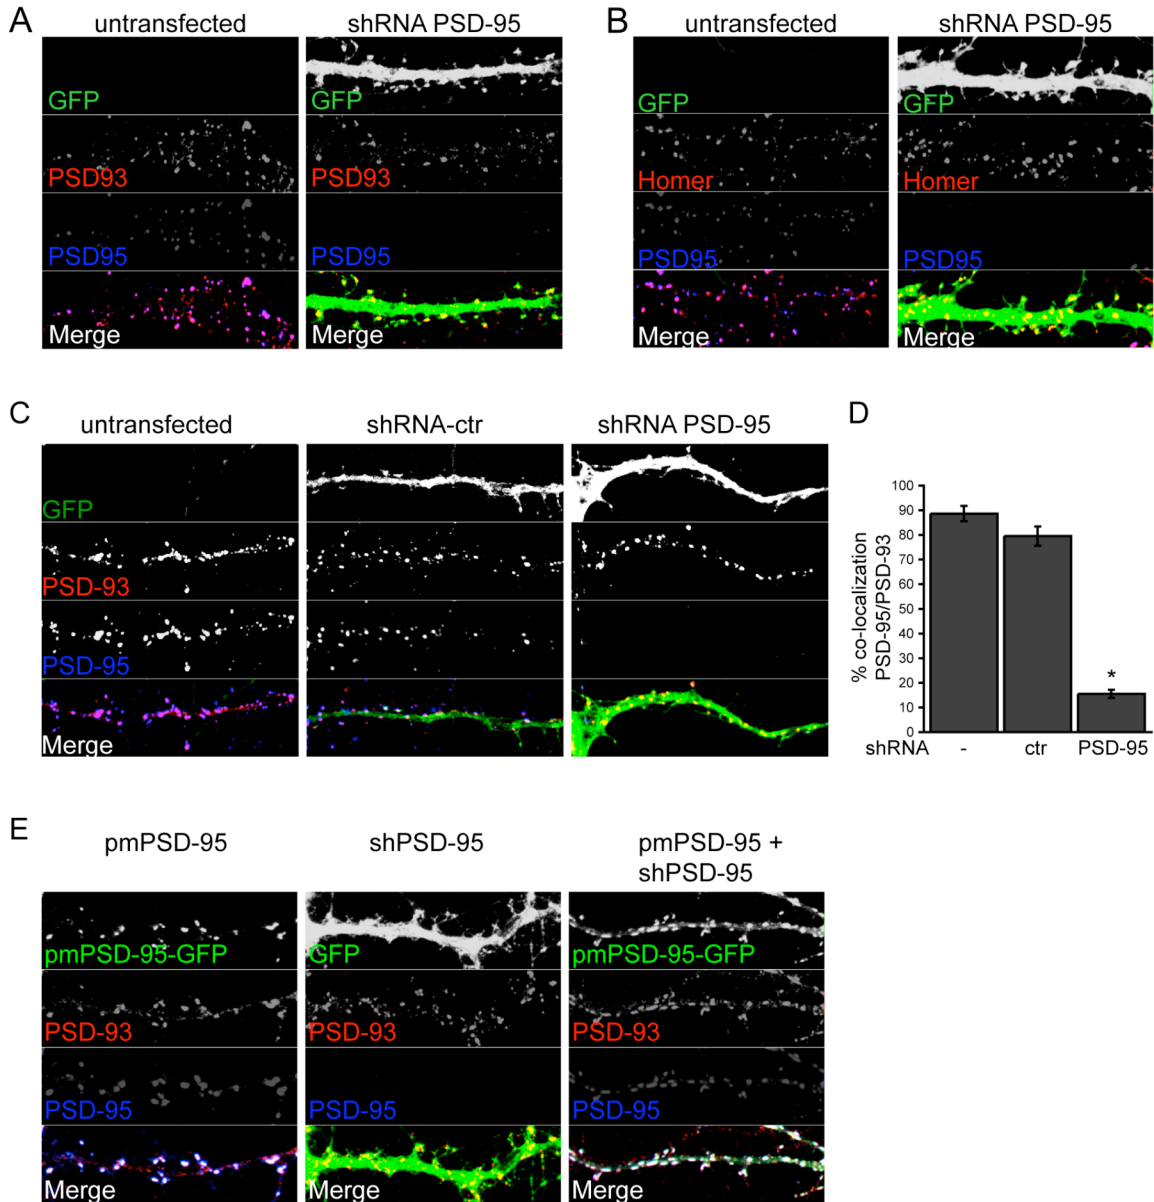 A
untransfected
shRNA PSD-95
GFP
GFP
PSD93
PSD93
PSD95
PSD95
Merge
Merge
B
untransfected
shRNA PSD-95
GFP
GFP
Homer
Homer
PSD95
PSD95
Merge
Merge
C
untransfected
shRNA-ctr
shRNA PSD-95
GFP
PSD-93
PSD-95
Merge
D
% co-localization
PSD-95/PSD-93
100
90
80
70
60
50
40
30
20
10
0
*
shRNA - ctr PSD-95
E
pmPSD-95
shPSD-95
pmPSD-95 +
shPSD-95
pmPSD-95-GFP
GFP
pmPSD-95-GFP
PSD-93
PSD-93
PSD-93
PSD-95
PSD-95
PSD-95
Merge
Merge
Merge